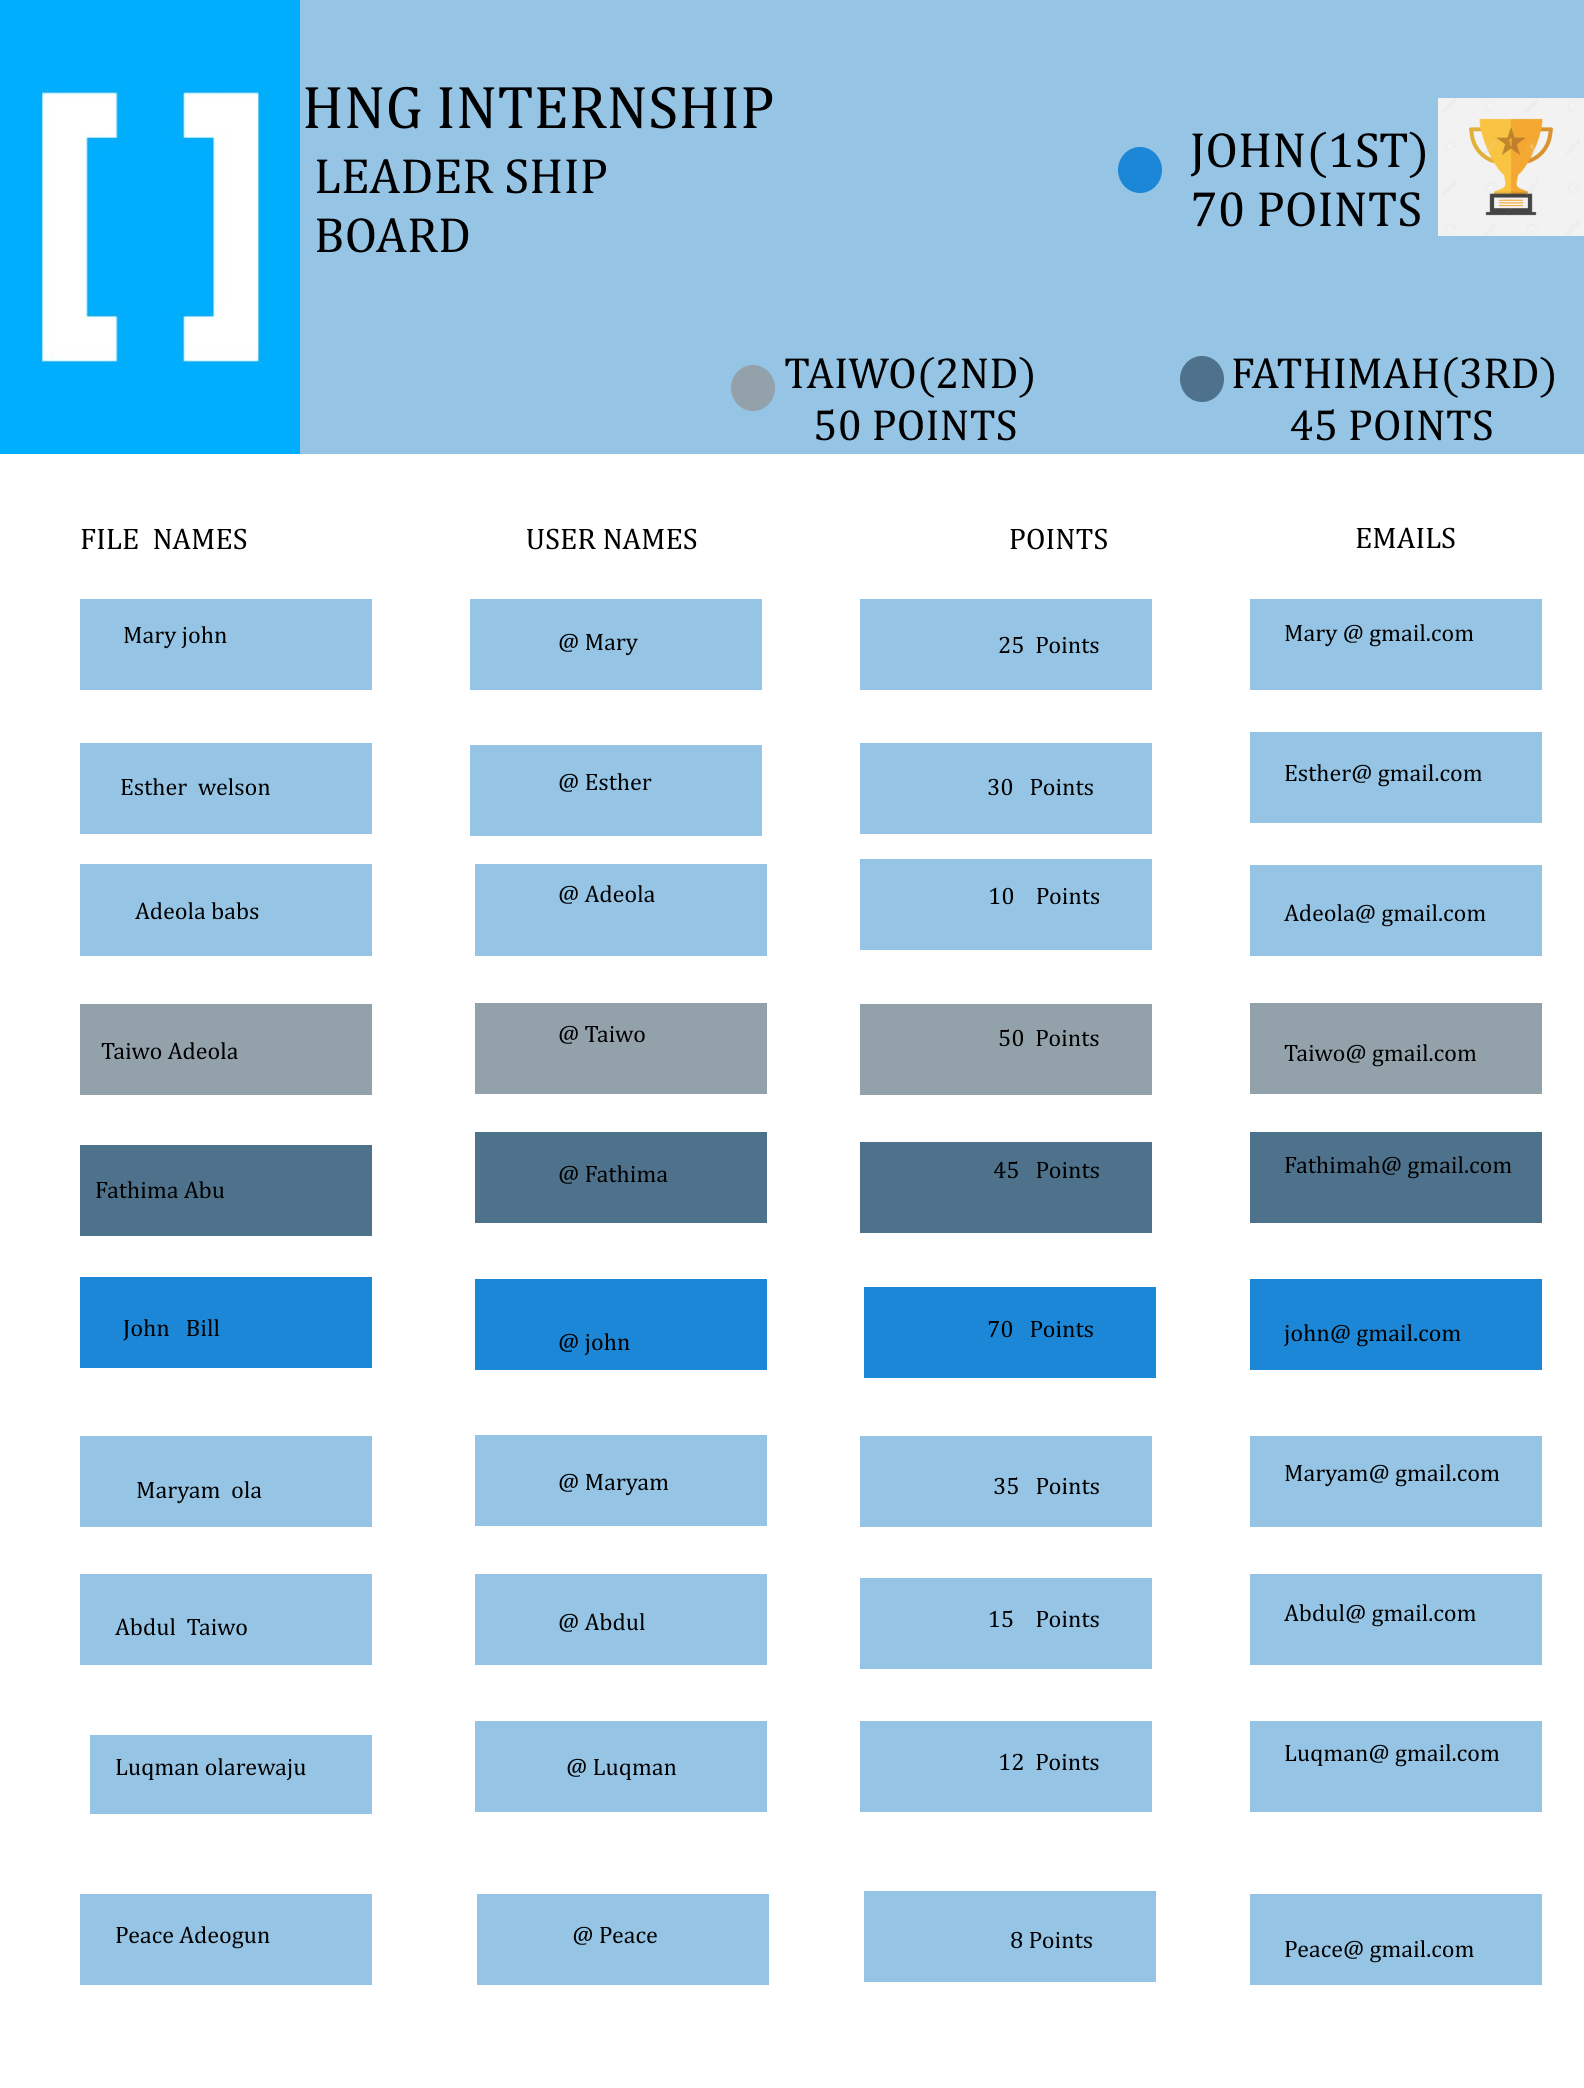 HNG INTERNSHIP
LEADER SHIP
BOARD
JOHN(1ST)
70 POINTS
TAIWO(2ND)
50 POINTS
FATHIMAH(3RD)
45 POINTS
FILE NAMES USER NAMES POINTS EMAILS
Mary john @ Mary 25 Points Mary @ gmail.com
Esther welson @ Esther 30 Points Esther@ gmail.com
Adeola babs @ Adeola 10 Points Adeola@ gmail.com
Taiwo Adeola @ Taiwo 50 Points Taiwo@ gmail.com
Fathima Abu @ Fathima 45 Points Fathimah@ gmail.com
John Bill @ john 70 Points john@ gmail.com
Maryam ola @ Maryam 35 Points Maryam@ gmail.com
Abdul Taiwo @ Abdul 15 Points Abdul@ gmail.com
Luqman olarewaju @ Luqman 12 Points Luqman@ gmail.com
Peace Adeogun @ Peace 8 Points Peace@ gmail.com